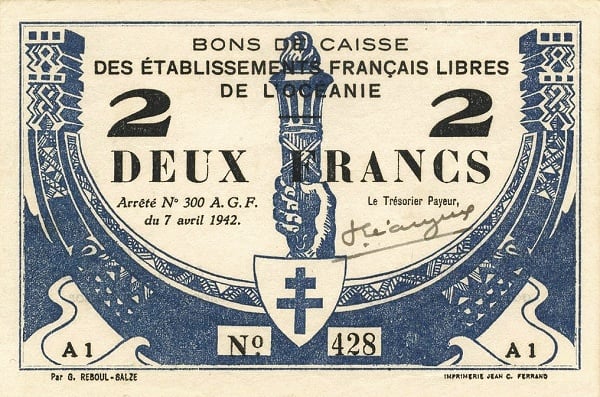 BONS DE CAISSE
DES ÉTABLISSEMENTS FRANÇAIS LIBRES
DE L'OCÉANIE
2 2
DEUX FRANCS
Arrêté Nº 300 A. G. F.
du 7 avril 1942.
Le Trésorier Payeur,
A 1 Nº 428 A 1
Par G. REBOUL-BALZE
IMPRIMERIE JEAN C. FERRAND